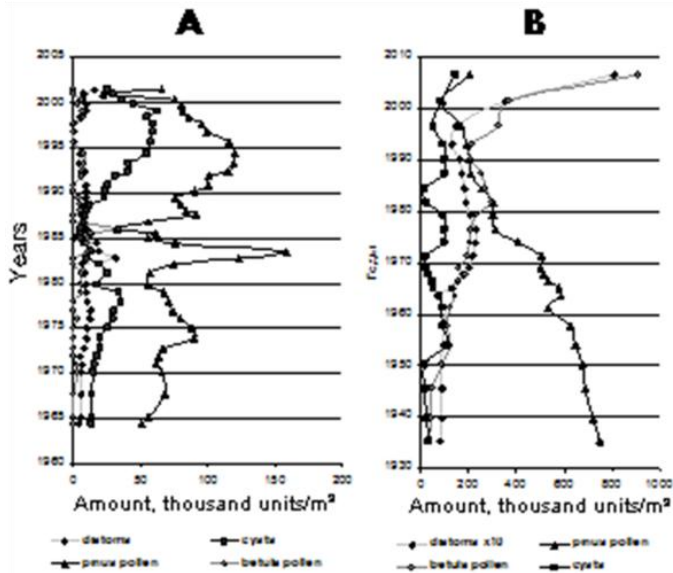 A
B
2005
2000
1995
1990
1985
1980
1975
1970
1965
1960
0
50
100
150
200
Years
Amount, thousand units/m²
diatoms
cysts
pinus pollen
betula pollen
2010
2000
1990
1980
1970
1960
1950
1940
1930
0
200
400
600
800
1000
Годы
Amount, thousand units/m²
diatoms x10
pinus pollen
betula pollen
cysts